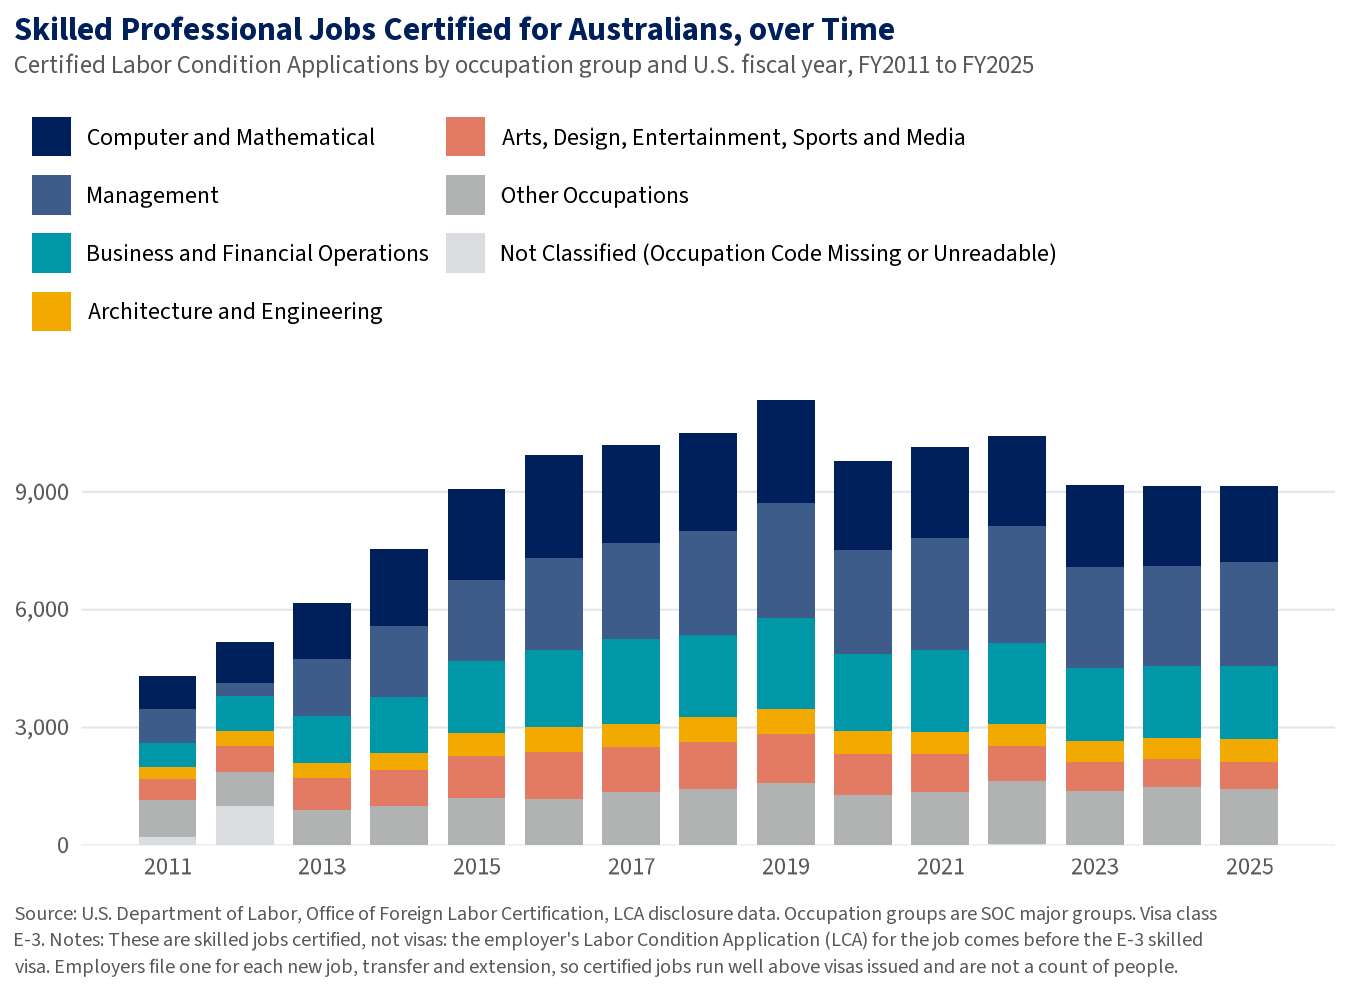 Skilled Professional Jobs Certified for Australians, over Time
Certified Labor Condition Applications by occupation group and U.S. fiscal year, FY2011 to FY2025
Computer and Mathematical
Management
Business and Financial Operations
Architecture and Engineering
Arts, Design, Entertainment, Sports and Media
Other Occupations
Not Classified (Occupation Code Missing or Unreadable)
9,000
6,000
3,000
0
2011
2013
2015
2017
2019
2021
2023
2025
Source: U.S. Department of Labor, Office of Foreign Labor Certification, LCA disclosure data. Occupation groups are SOC major groups. Visa class
E-3. Notes: These are skilled jobs certified, not visas: the employer's Labor Condition Application (LCA) for the job comes before the E-3 skilled
visa. Employers file one for each new job, transfer and extension, so certified jobs run well above visas issued and are not a count of people.